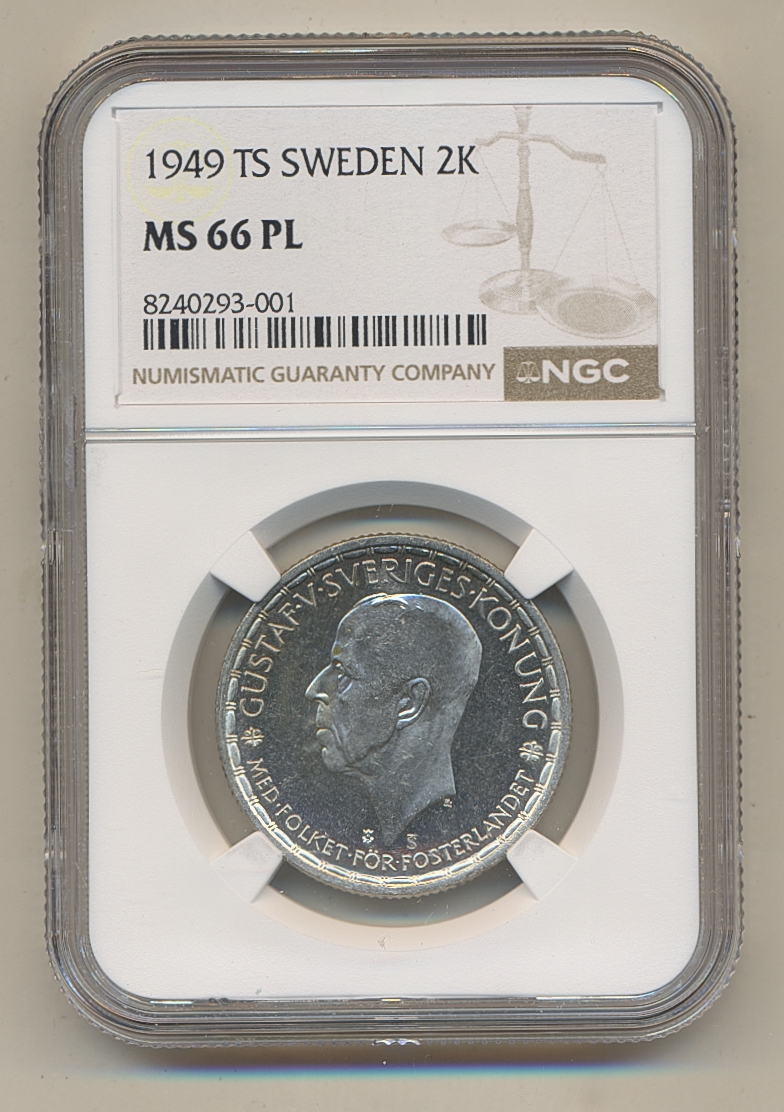 1949 TS SWEDEN 2K
MS 66 PL
8240293-001
NUMISMATIC GUARANTY COMPANY
NGC
GUSTAF·V·SVERIGES·KONUNG
MED·FOLKET·FÖR·FOSTERLANDET
TS